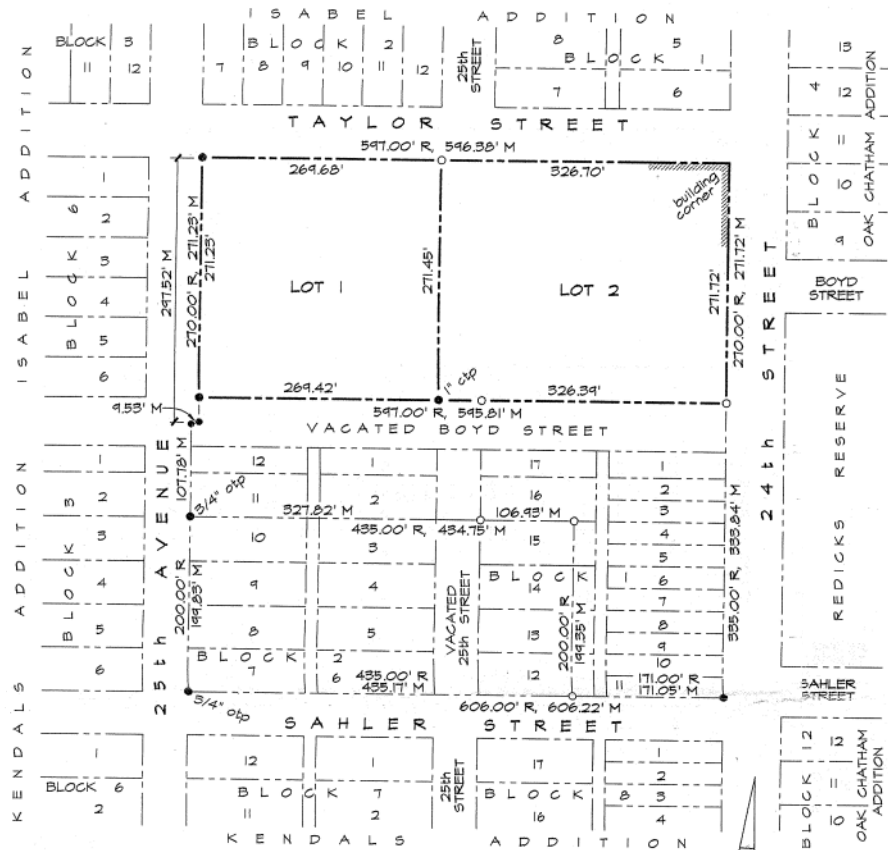 ISABEL ADDITION
BLOCK 3
11 12
BLOCK 2
7 8 9 10 11 12
25th STREET
8 5
BLOCK 1
7 6
13
BLOCK 4
12
11
10
9
OAK CHATHAM ADDITION
TAYLOR STREET
597.00' R, 596.38' M
269.68'
326.70'
building corner
ISABEL ADDITION
BLOCK 6
1
2
3
4
5
6
297.52' M
270.00' R, 271.23' M
271.23'
LOT 1
271.45'
LOT 2
271.72'
270.00' R, 271.72' M
24th STREET
BOYD STREET
269.42'
1" otp
326.39'
597.00' R, 595.81' M
9.53' M
VACATED BOYD STREET
REDICKS RESERVE
KENDALS ADDITION
BLOCK 3
1
2
3
4
5
6
25th AVENUE
107.78' M
3/4" otp
12
11
327.82' M
10
9
8
BLOCK 2
7
1
2
435.00' R, 434.75' M
3
4
5
6
435.00' R
435.17' M
200.00' R
199.83' M
VACATED 25th STREET
17
16
106.93' M
15
BLOCK 1
14
13
12
200.00' R
199.35' M
1
2
3
4
5
6
7
8
9
10
11
171.00' R
171.05' M
335.00' R, 333.84' M
3/4" otp
606.00' R, 606.22' M
SAHLER STREET
SAHLER STREET
1
BLOCK 6
2
12
BLOCK 7
11
1
2
25th STREET
17
BLOCK 8
16
1
2
3
4
BLOCK 12
12
11
10
OAK CHATHAM ADDITION
KENDALS ADDITION